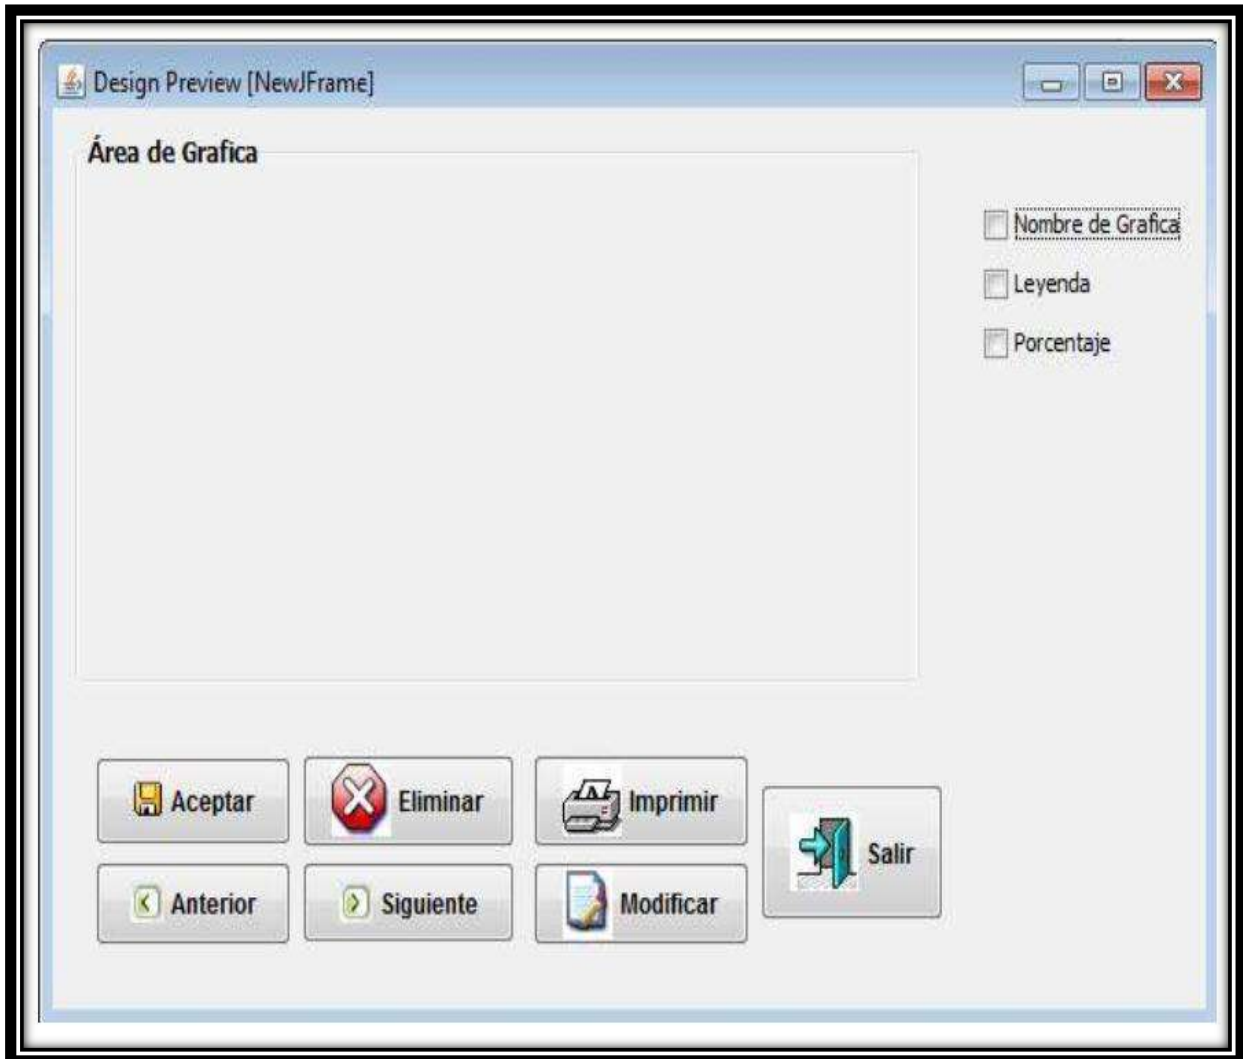 Design Preview [NewJFrame]
Área de Grafica
Nombre de Grafica
Leyenda
Porcentaje
Aceptar
Eliminar
Imprimir
Salir
Anterior
Siguiente
Modificar